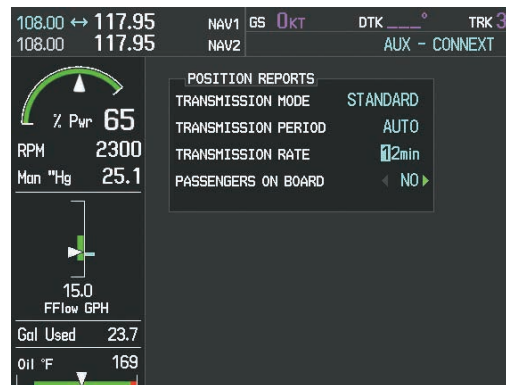 108.00 ↔ 117.95 NAV1 GS 0KT DTK ___° TRK 3
108.00 117.95 NAV2 AUX - CONNEXT
POSITION REPORTS
TRANSMISSION MODE STANDARD
TRANSMISSION PERIOD AUTO
TRANSMISSION RATE 12min
PASSENGERS ON BOARD NO
% Pwr 65
RPM 2300
Man "Hg 25.1
15.0
FFlow GPH
Gal Used 23.7
Oil °F 169